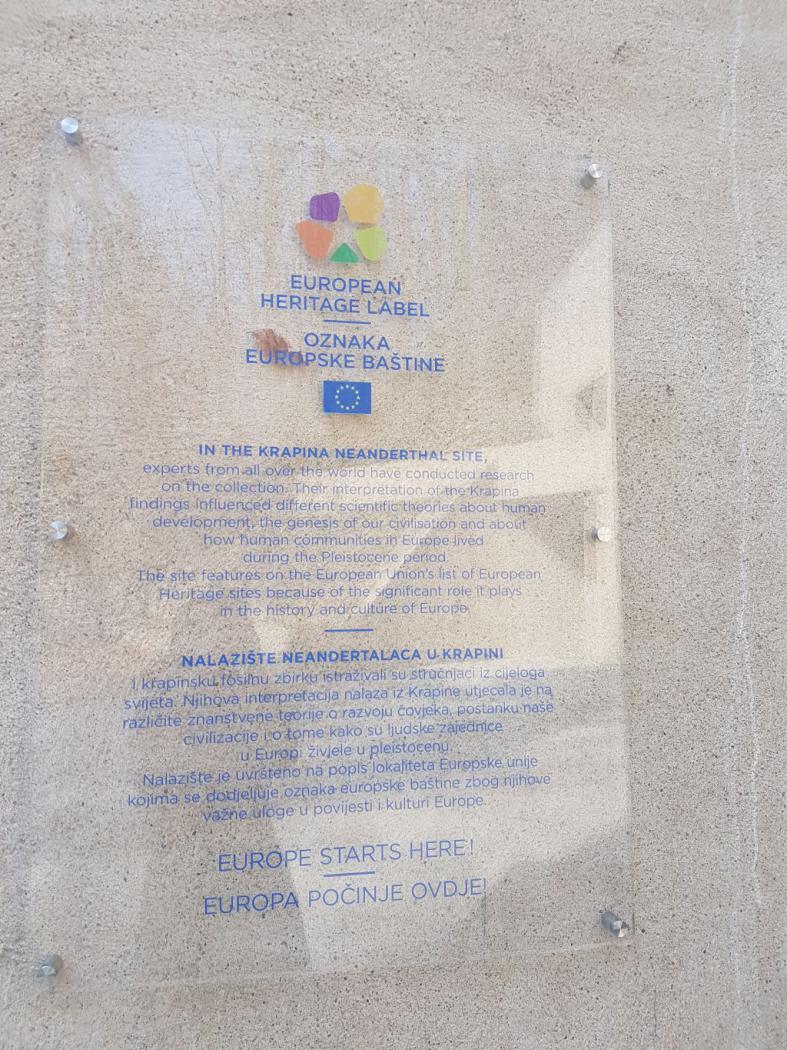 EUROPEAN
HERITAGE LABEL
OZNAKA
EUROPSKE BAŠTINE
IN THE KRAPINA NEANDERTHAL SITE,
experts from all over the world have conducted research
on the collection. Their interpretation of the Krapina
findings influenced different scientific theories about human
development, the genesis of our civilisation and about
how human communities in Europe lived
during the Pleistocene period.
The site features on the European Union's list of European
Heritage sites because of the significant role it plays
in the history and culture of Europe.
NALAZIŠTE NEANDERTALACA U KRAPINI
i krapinsku fosilnu zbirku istraživali su stručnjaci iz cijeloga
svijeta. Njihova interpretacija nalaza iz Krapine utjecala je na
različite znanstvene teorije o razvoju čovjeka, postanku naše
civilizacije i o tome kako su ljudske zajednice
u Europi živjele u pleistocenu.
Nalazište je uvršteno na popis lokaliteta Europske unije
kojima se dodjeljuje oznaka europske baštine zbog njihove
važne uloge u povijesti i kulturi Europe.
EUROPE STARTS HERE!
EUROPA POČINJE OVDJE!